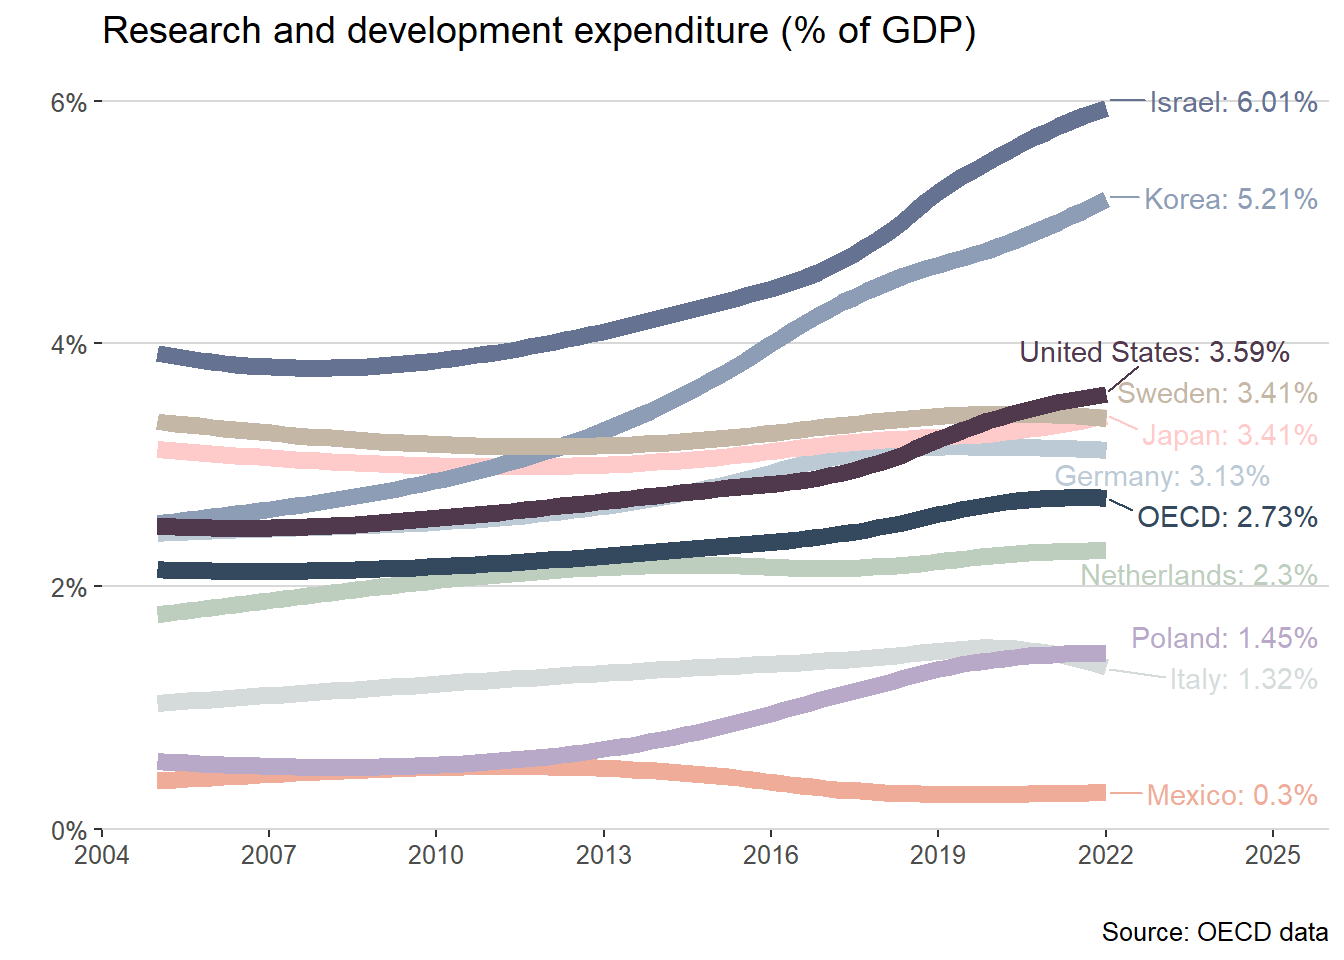 Research and development expenditure (% of GDP)
6%
Israel: 6.01%
Korea: 5.21%
4%
United States: 3.59%
Sweden: 3.41%
Japan: 3.41%
Germany: 3.13%
OECD: 2.73%
2%
Netherlands: 2.3%
Poland: 1.45%
Italy: 1.32%
Mexico: 0.3%
0%
2004 2007 2010 2013 2016 2019 2022 2025
Source: OECD data